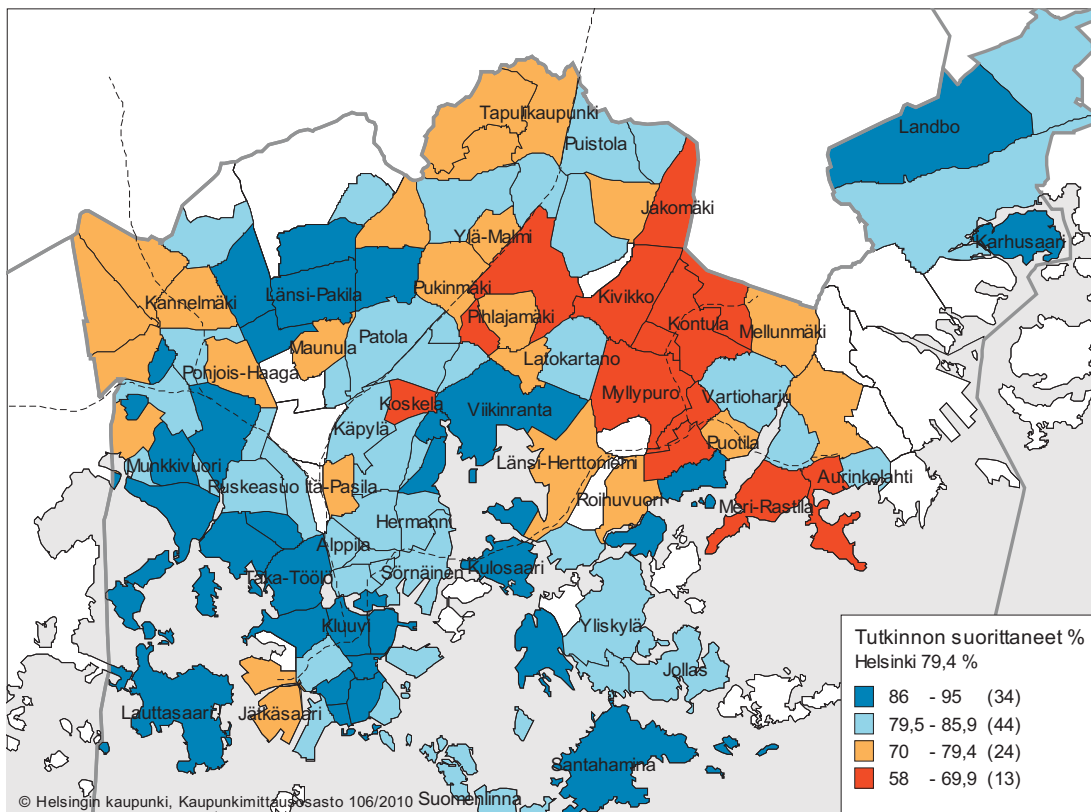 Landbo
Tapulikaupunki
Puistola
Jakomäki
Karhusaari
Ylä-Malmi
Pukinmäki
Länsi-Pakila
Kannelmäki
Kivikko
Pihlajamäki
Kontula
Mellunmäki
Patola
Maunula
Latokartano
Pohjois-Haaga
Myllypuro
Vartioharju
Koskela
Viikinranta
Käpylä
Puotila
Länsi-Herttoniemi
Munkkivuori
Aurinkolahti
Ruskeasuo
Itä-Pasila
Roihuvuori
Meri-Rastila
Hermanni
Alppila
Sörnäinen
Kulosaari
Taka-Töölö
Kluuvi
Yliskylä
Jollas
Lauttasaari
Jätkäsaari
Santahamina
Suomenlinna
Tutkinnon suorittaneet %
Helsinki 79,4 %
86 - 95 (34)
79,5 - 85,9 (44)
70 - 79,4 (24)
58 - 69,9 (13)
© Helsingin kaupunki, Kaupunkimittausosasto 106/2010